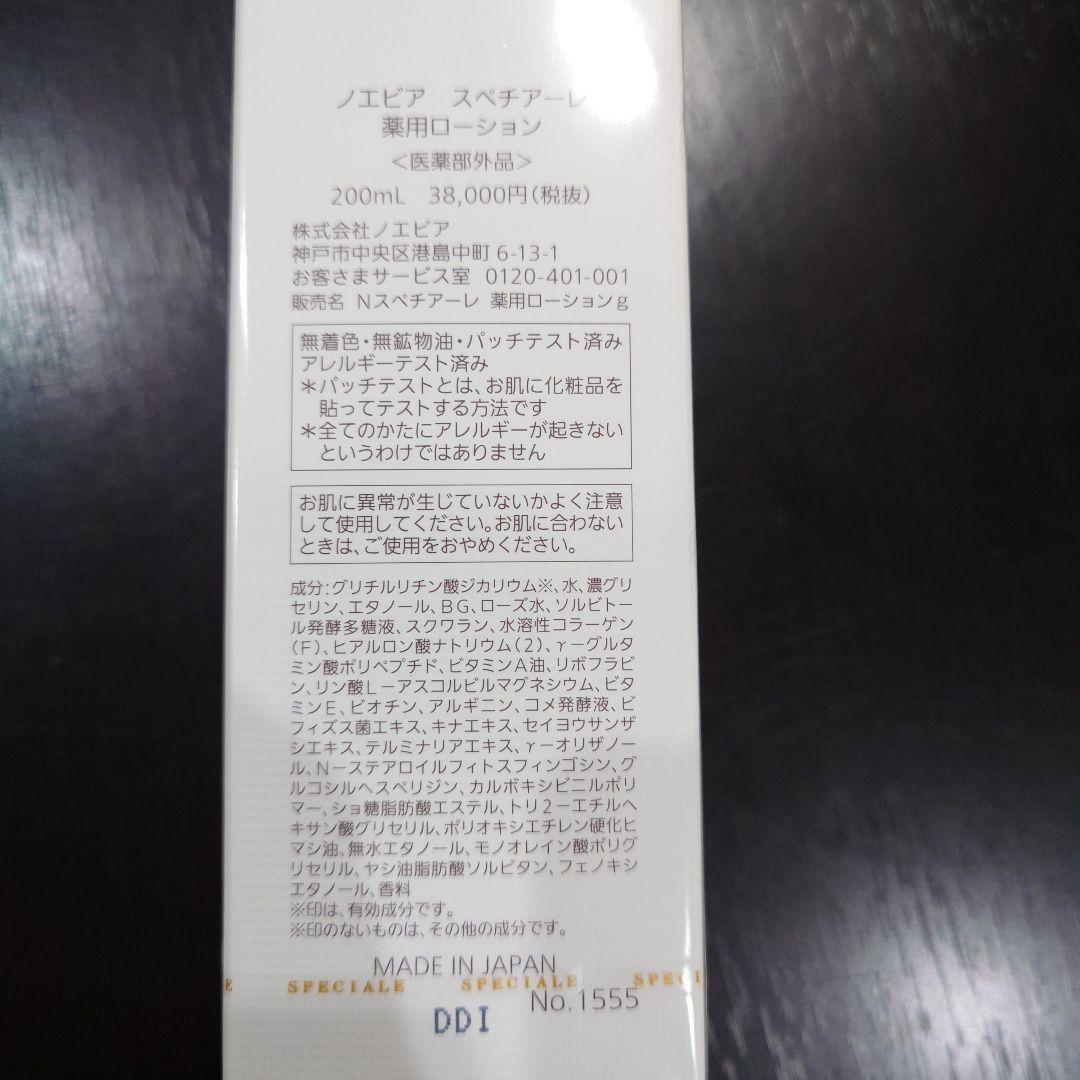 ノエビア　スペチアーレ
薬用ローション
＜医薬部外品＞
200mL　38,000円(税抜)
株式会社ノエビア
神戸市中央区港島中町 6-13-1
お客さまサービス室　0120-401-001
販売名　Nスペチアーレ　薬用ローションg
無着色・無鉱物油・パッチテスト済み
アレルギーテスト済み
＊パッチテストとは、お肌に化粧品を
貼ってテストする方法です
＊全てのかたにアレルギーが起きない
というわけではありません
お肌に異常が生じていないかよく注意
して使用してください。お肌に合わない
ときは、ご使用をおやめください。
成分：グリチルリチン酸ジカリウム※、水、濃グリ
セリン、エタノール、BG、ローズ水、ソルビトー
ル発酵多糖液、スクワラン、水溶性コラーゲン
(F)、ヒアルロン酸ナトリウム(2)、γーグルタ
ミン酸ポリペプチド、ビタミンA油、リボフラビ
ン、リン酸Lーアスコルビルマグネシウム、ビタ
ミンE、ビオチン、アルギニン、コメ発酵液、ビ
フィズス菌エキス、キナエキス、セイヨウサンザ
シエキス、テルミナリアエキス、γーオリザノー
ル、Nーステアロイルフィトスフィンゴシン、グ
ルコシルヘスペリジン、カルボキシビニルポリ
マー、ショ糖脂肪酸エステル、トリ2ーエチルヘ
キサン酸グリセリル、ポリオキシエチレン硬化ヒ
マシ油、無水エタノール、モノオレイン酸ポリグ
リセリル、ヤシ油脂肪酸ソルビタン、フェノキシ
エタノール、香料
※印は、有効成分です。
※印のないものは、その他の成分です。
MADE IN JAPAN
E SPECIALE SPECIALE SPECI
No.1555
DDI